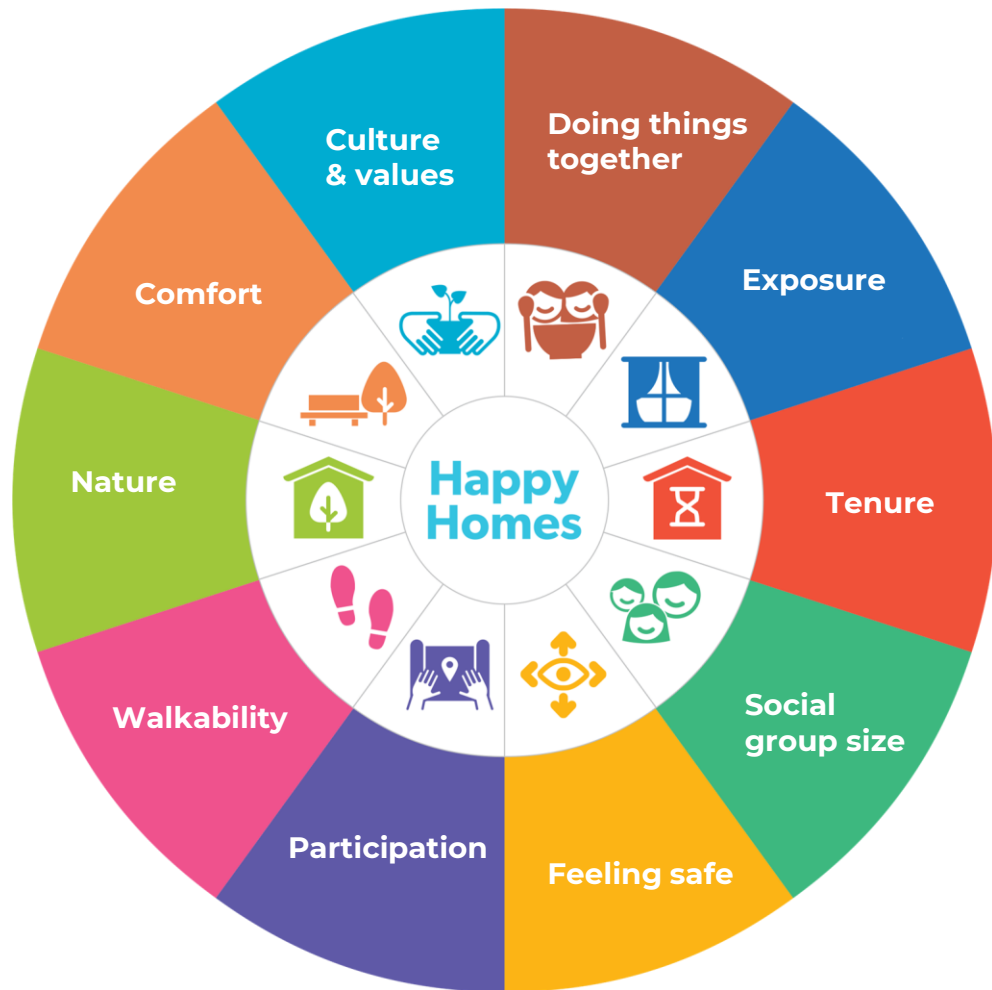 Doing things
together
Exposure
Tenure
Social
group size
Feeling safe
Participation
Walkability
Nature
Comfort
Culture
& values
Happy
Homes